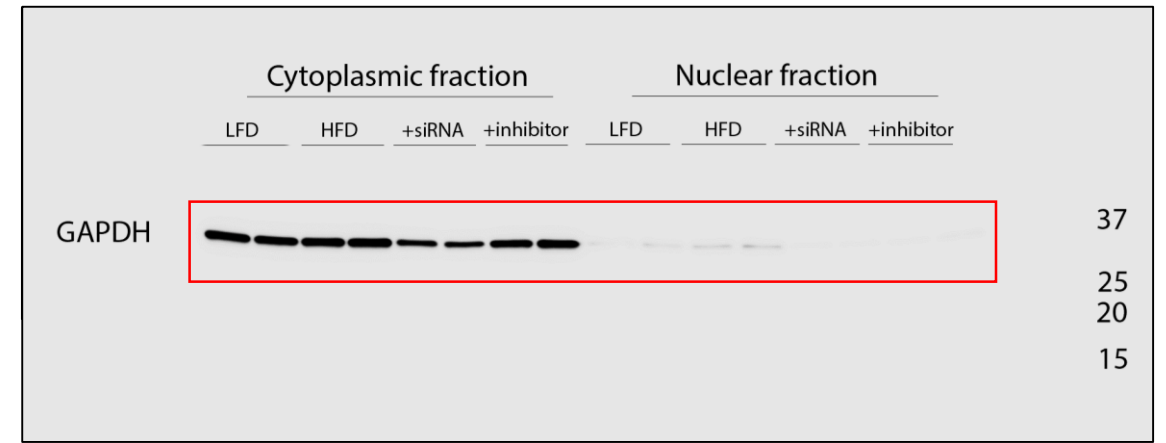 Cytoplasmic fraction Nuclear fraction
LFD HFD +siRNA +inhibitor LFD HFD +siRNA +inhibitor
GAPDH 37
25
20
15